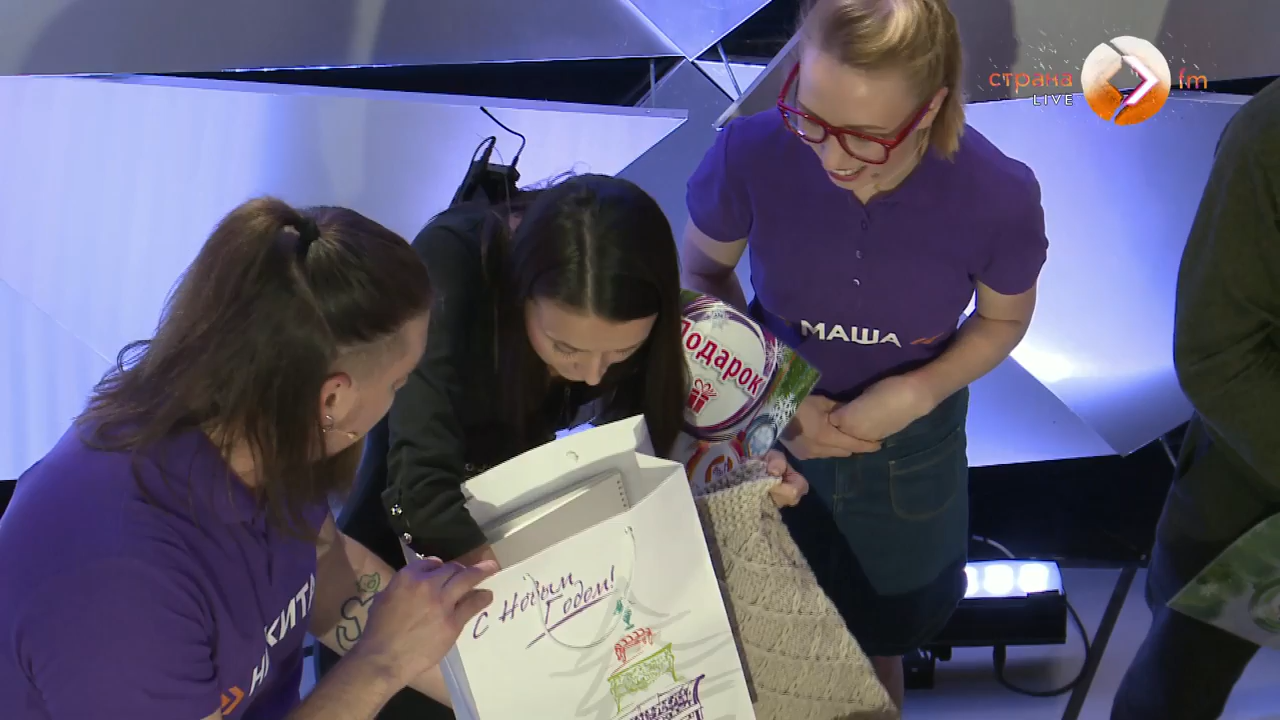 страна fm
LIVE
МАША
Подарок
НИКИТА
С Новым
Годом!